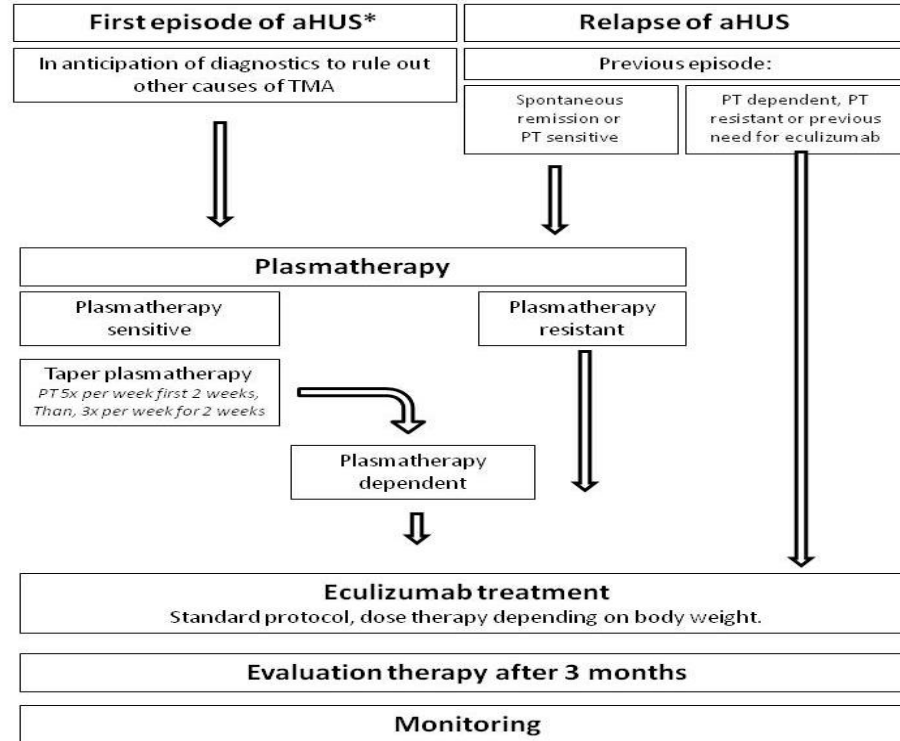 First episode of aHUS*
In anticipation of diagnostics to rule out
other causes of TMA
Relapse of aHUS
Previous episode:
Spontaneous
remission or
PT sensitive
PT dependent, PT
resistant or previous
need for eculizumab
Plasmatherapy
Plasmatherapy
sensitive
Plasmatherapy
resistant
Taper plasmatherapy
PT 5x per week first 2 weeks,
Than, 3x per week for 2 weeks
Plasmatherapy
dependent
Eculizumab treatment
Standard protocol, dose therapy depending on body weight.
Evaluation therapy after 3 months
Monitoring